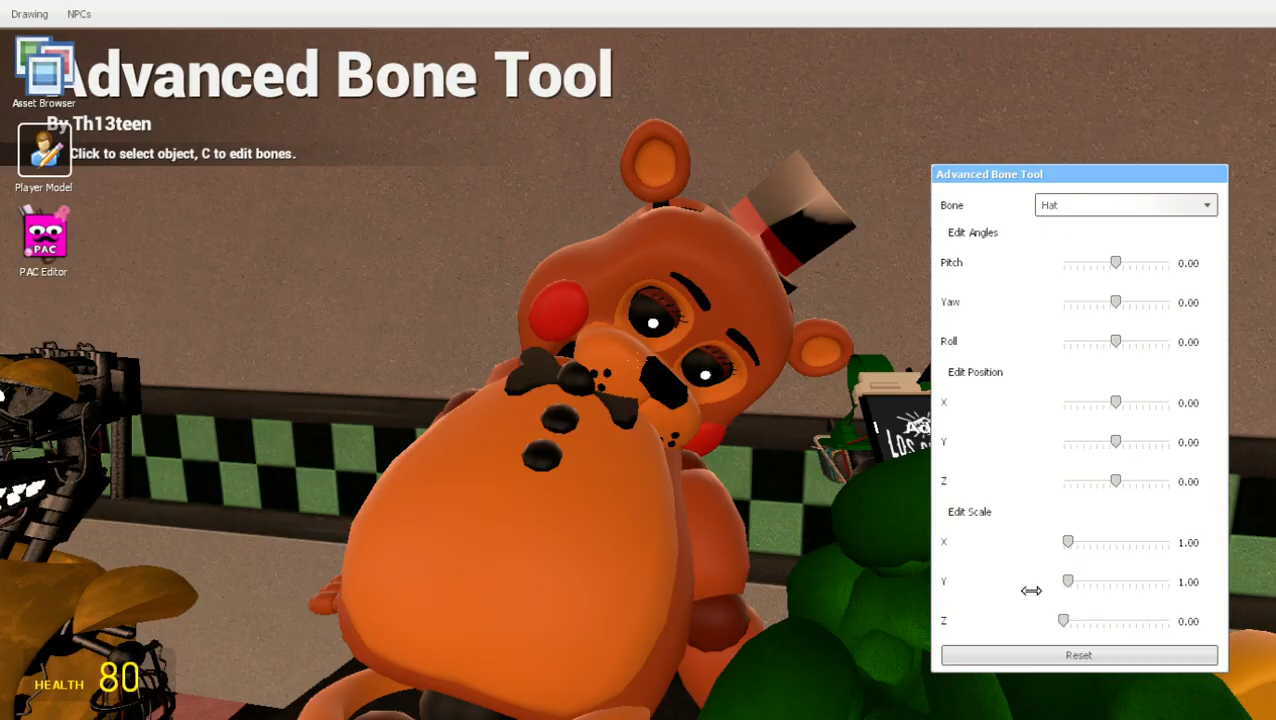 Drawing NPCs
Advanced Bone Tool
By Th13teen
Click to select object, C to edit bones.
Asset Browser
Player Model
PAC
PAC Editor
Advanced Bone Tool
Bone Hat
Edit Angles
Pitch 0.00
Yaw 0.00
Roll 0.00
Edit Position
X 0.00
Y 0.00
Z 0.00
Edit Scale
X 1.00
Y 1.00
Z 0.00
Reset
LOS
HEALTH 80